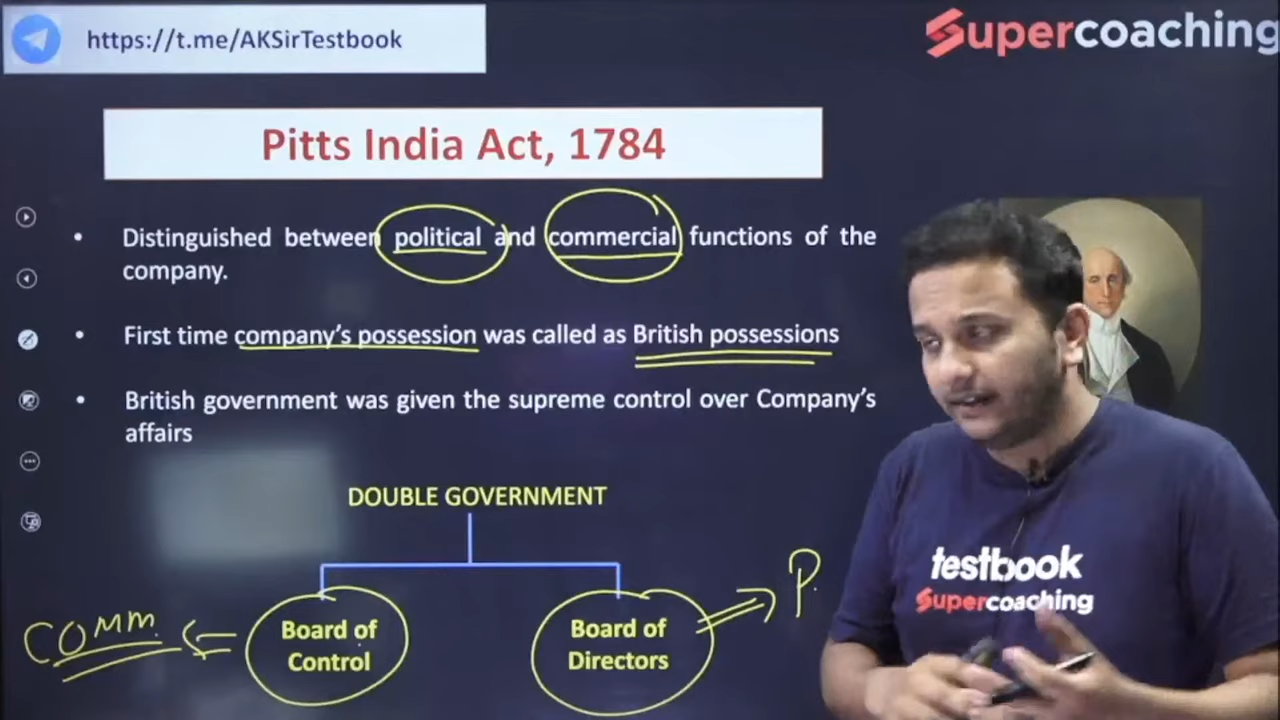 https://t.me/AKSirTestbook
Supercoaching
Pitts India Act, 1784
• Distinguished between political and commercial functions of the
company.
• First time company's possession was called as British possessions
• British government was given the supreme control over Company's
affairs
DOUBLE GOVERNMENT
COMM.
Board of
Control
Board of
Directors
P.
testbook
Supercoaching